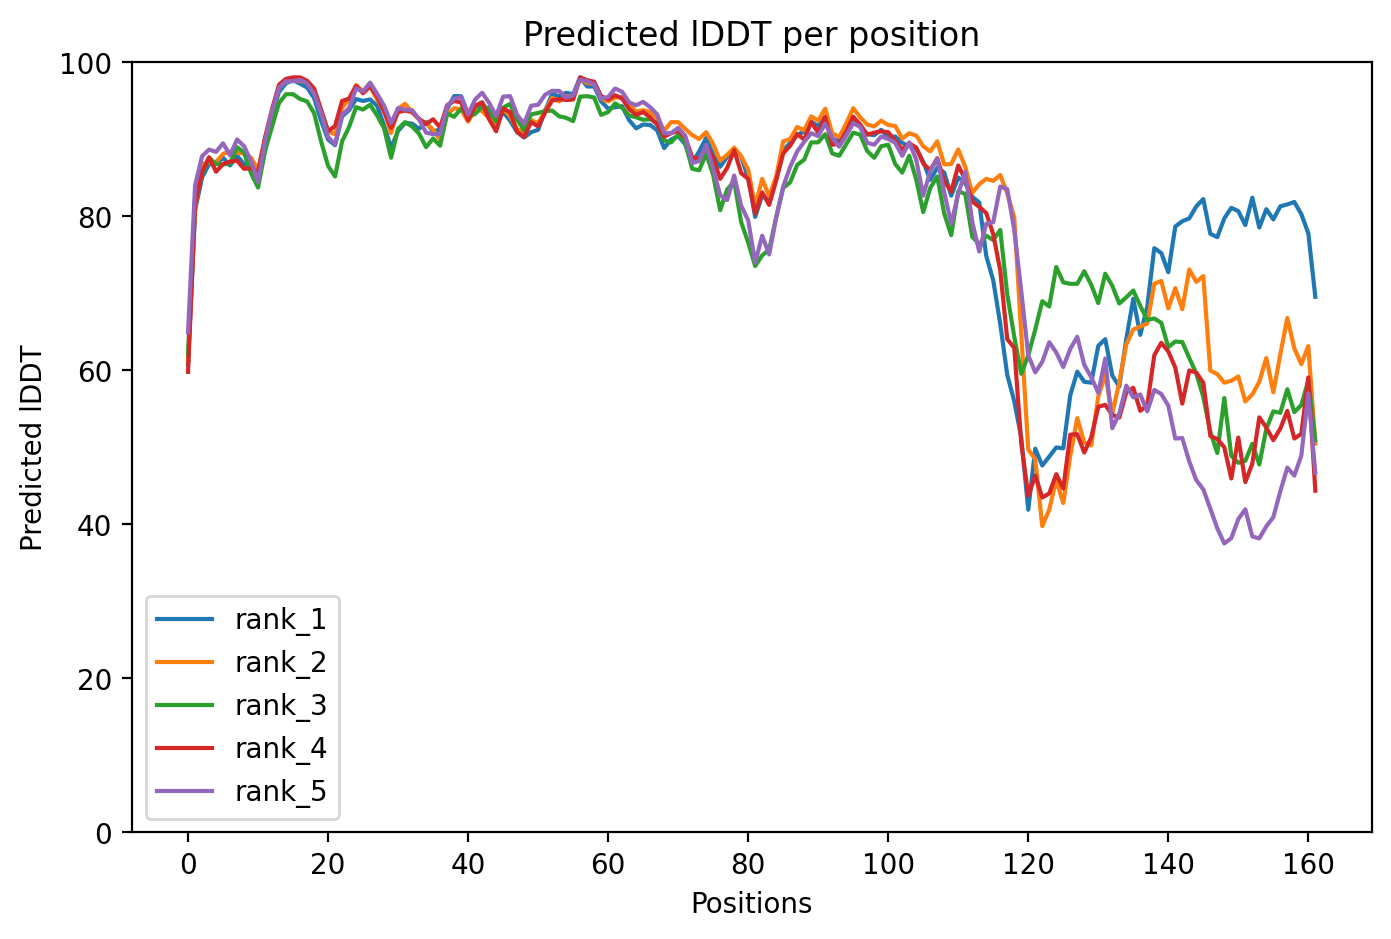 Predicted lDDT per position
Predicted lDDT
100
80
60
40
20
0
rank_1
rank_2
rank_3
rank_4
rank_5
0 20 40 60 80 100 120 140 160
Positions